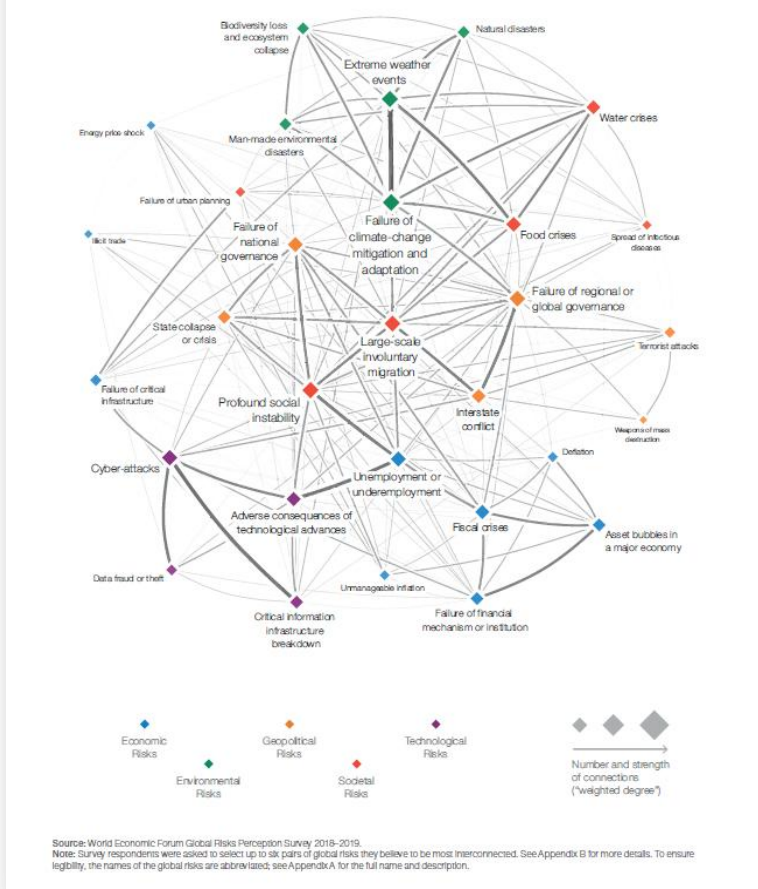 Biodiversity loss
and ecosystem
collapse
Natural disasters
Extreme weather
events
Water crises
Energy price shock
Man-made environmental
disasters
Failure of urban planning
Failure of
national
governance
Failure of
climate-change
mitigation and
adaptation
Food crises
Spread of infectious
diseases
Illicit trade
Failure of regional or
global governance
State collapse
or crisis
Large-scale
involuntary
migration
Terrorist attacks
Failure of critical
infrastructure
Profound social
instability
Interstate
conflict
Weapons of mass
destruction
Cyber-attacks
Deflation
Unemployment or
underemployment
Adverse consequences of
technological advances
Fiscal crises
Asset bubbles in
a major economy
Data fraud or theft
Unmanageable inflation
Critical information
infrastructure
breakdown
Failure of financial
mechanism or institution
Economic
Risks
Geopolitical
Risks
Technological
Risks
Environmental
Risks
Societal
Risks
Number and strength
of connections
("weighted degree")
Source: World Economic Forum Global Risks Perception Survey 2018–2019.
Note: Survey respondents were asked to select up to six pairs of global risks they believe to be most interconnected. See Appendix B for more details. To ensure
legibility, the names of the global risks are abbreviated; see Appendix A for the full name and description.